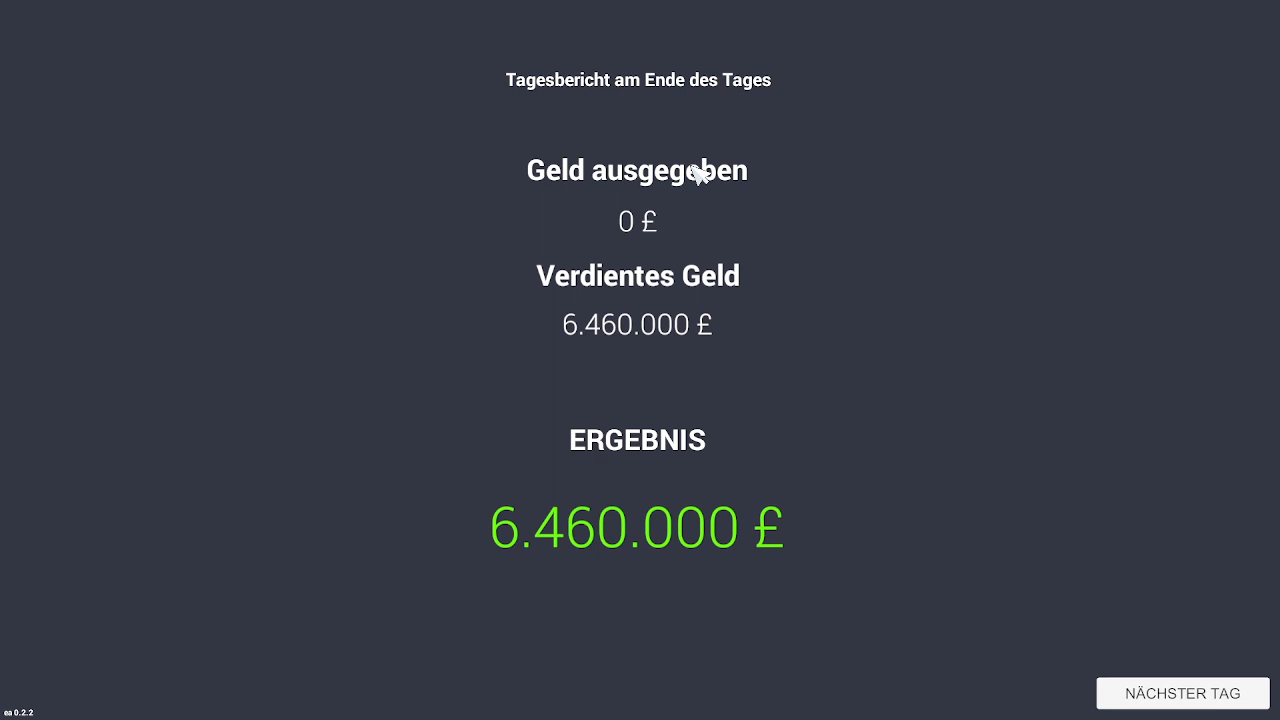 Tagesbericht am Ende des Tages
Geld ausgegeben
0 £
Verdientes Geld
6.460.000 £
ERGEBNIS
6.460.000 £
NÄCHSTER TAG
ea 0.2.2